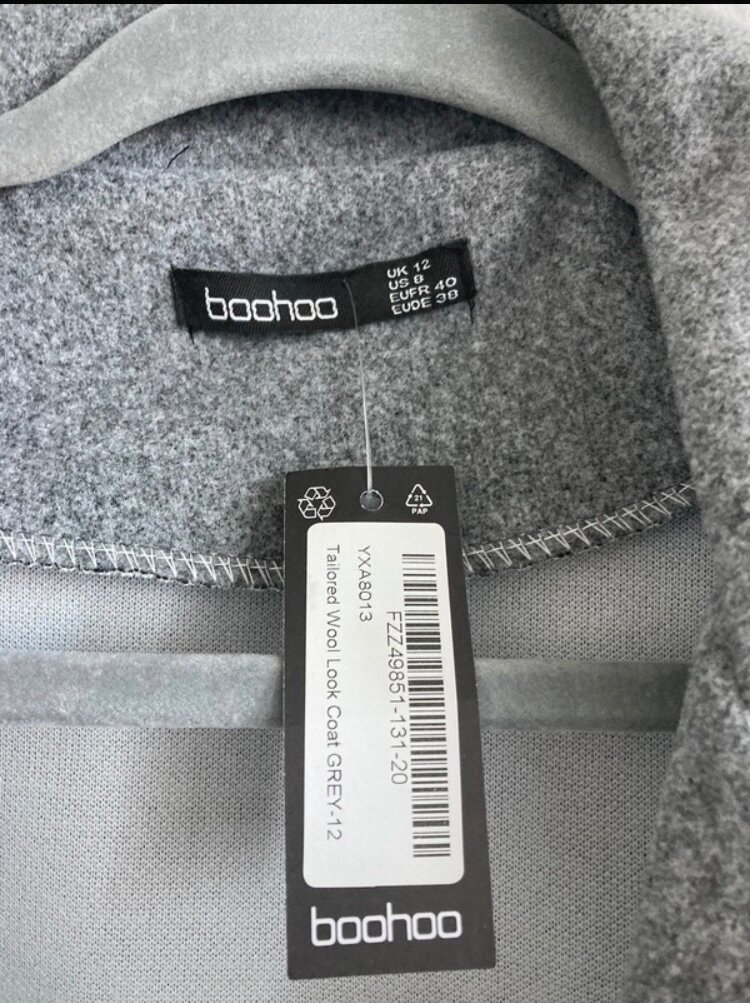 boohoo
UK 12
US 8
EUFR 40
EUDE 38
21
PAP
FZZ49851-131-20
YXA8013
Tailored Wool Look Coat GREY-12
boohoo